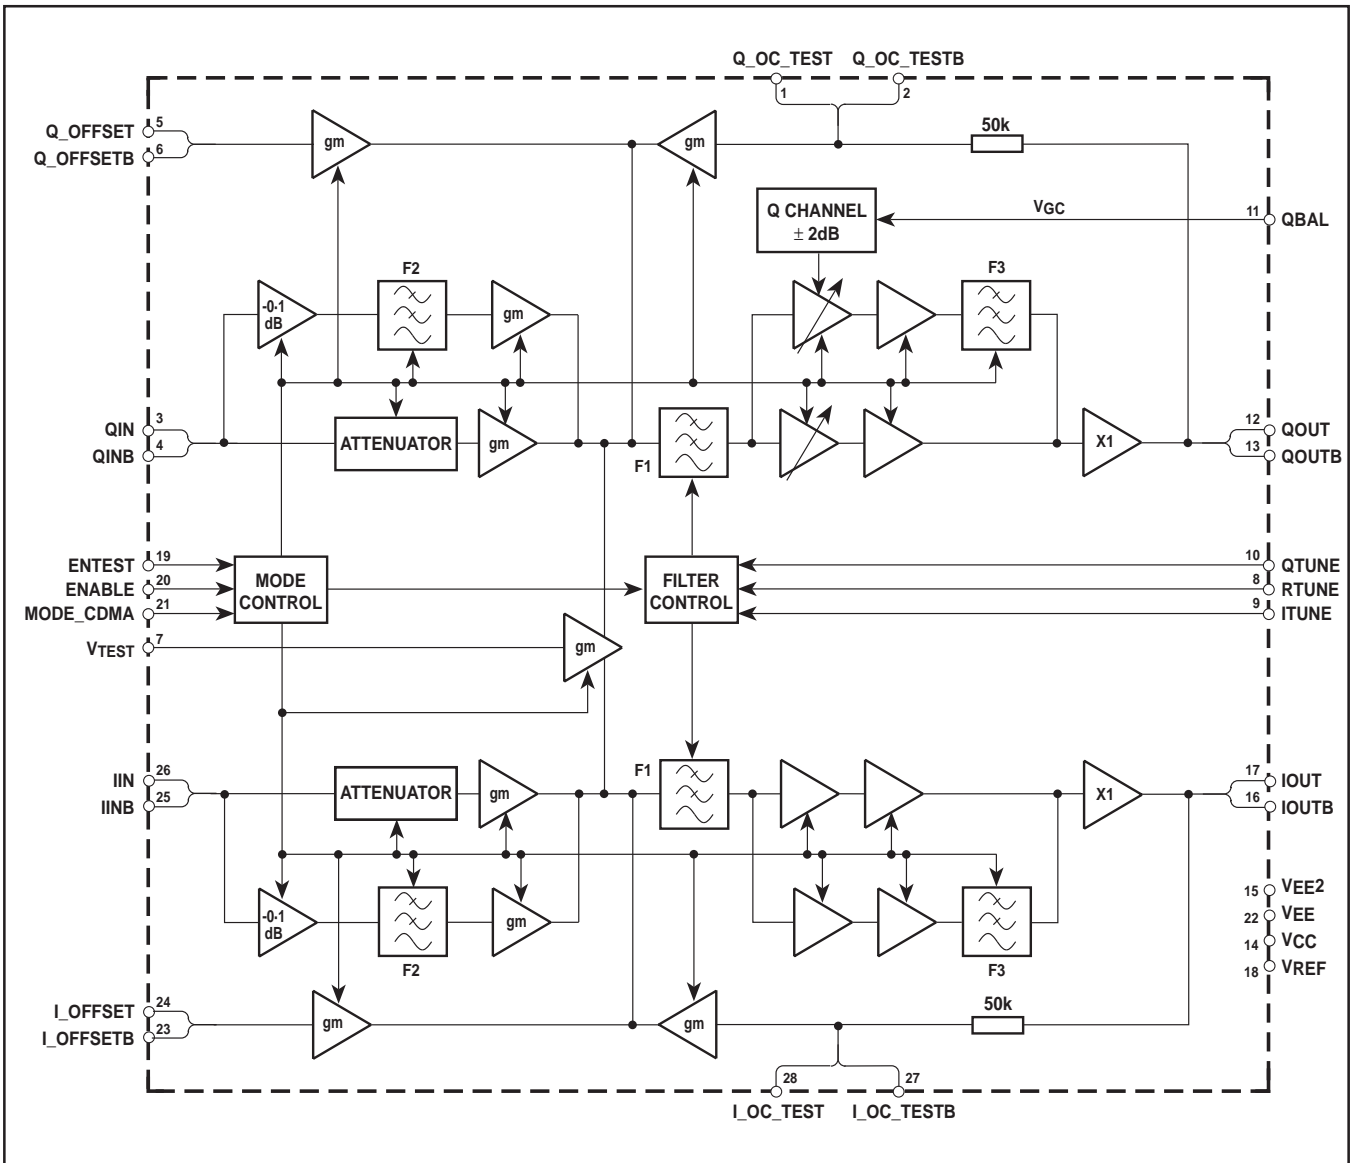 Q_OC_TEST Q_OC_TESTB
1 2
Q_OFFSET 5
Q_OFFSETB 6
gm
gm
50k
Q CHANNEL
± 2dB
VGC
11 QBAL
F2
F3
-0·1
dB
gm
QIN 3
QINB 4
ATTENUATOR
gm
F1
X1
12 QOUT
13 QOUTB
ENTEST 19
ENABLE 20
MODE_CDMA 21
MODE
CONTROL
FILTER
CONTROL
10 QTUNE
8 RTUNE
9 ITUNE
VTEST 7
gm
IIN 26
IINB 25
ATTENUATOR
gm
F1
X1
17 IOUT
16 IOUTB
-0·1
dB
gm
F2
F3
15 VEE2
22 VEE
14 VCC
18 VREF
I_OFFSET 24
I_OFFSETB 23
gm
gm
50k
28 27
I_OC_TEST I_OC_TESTB